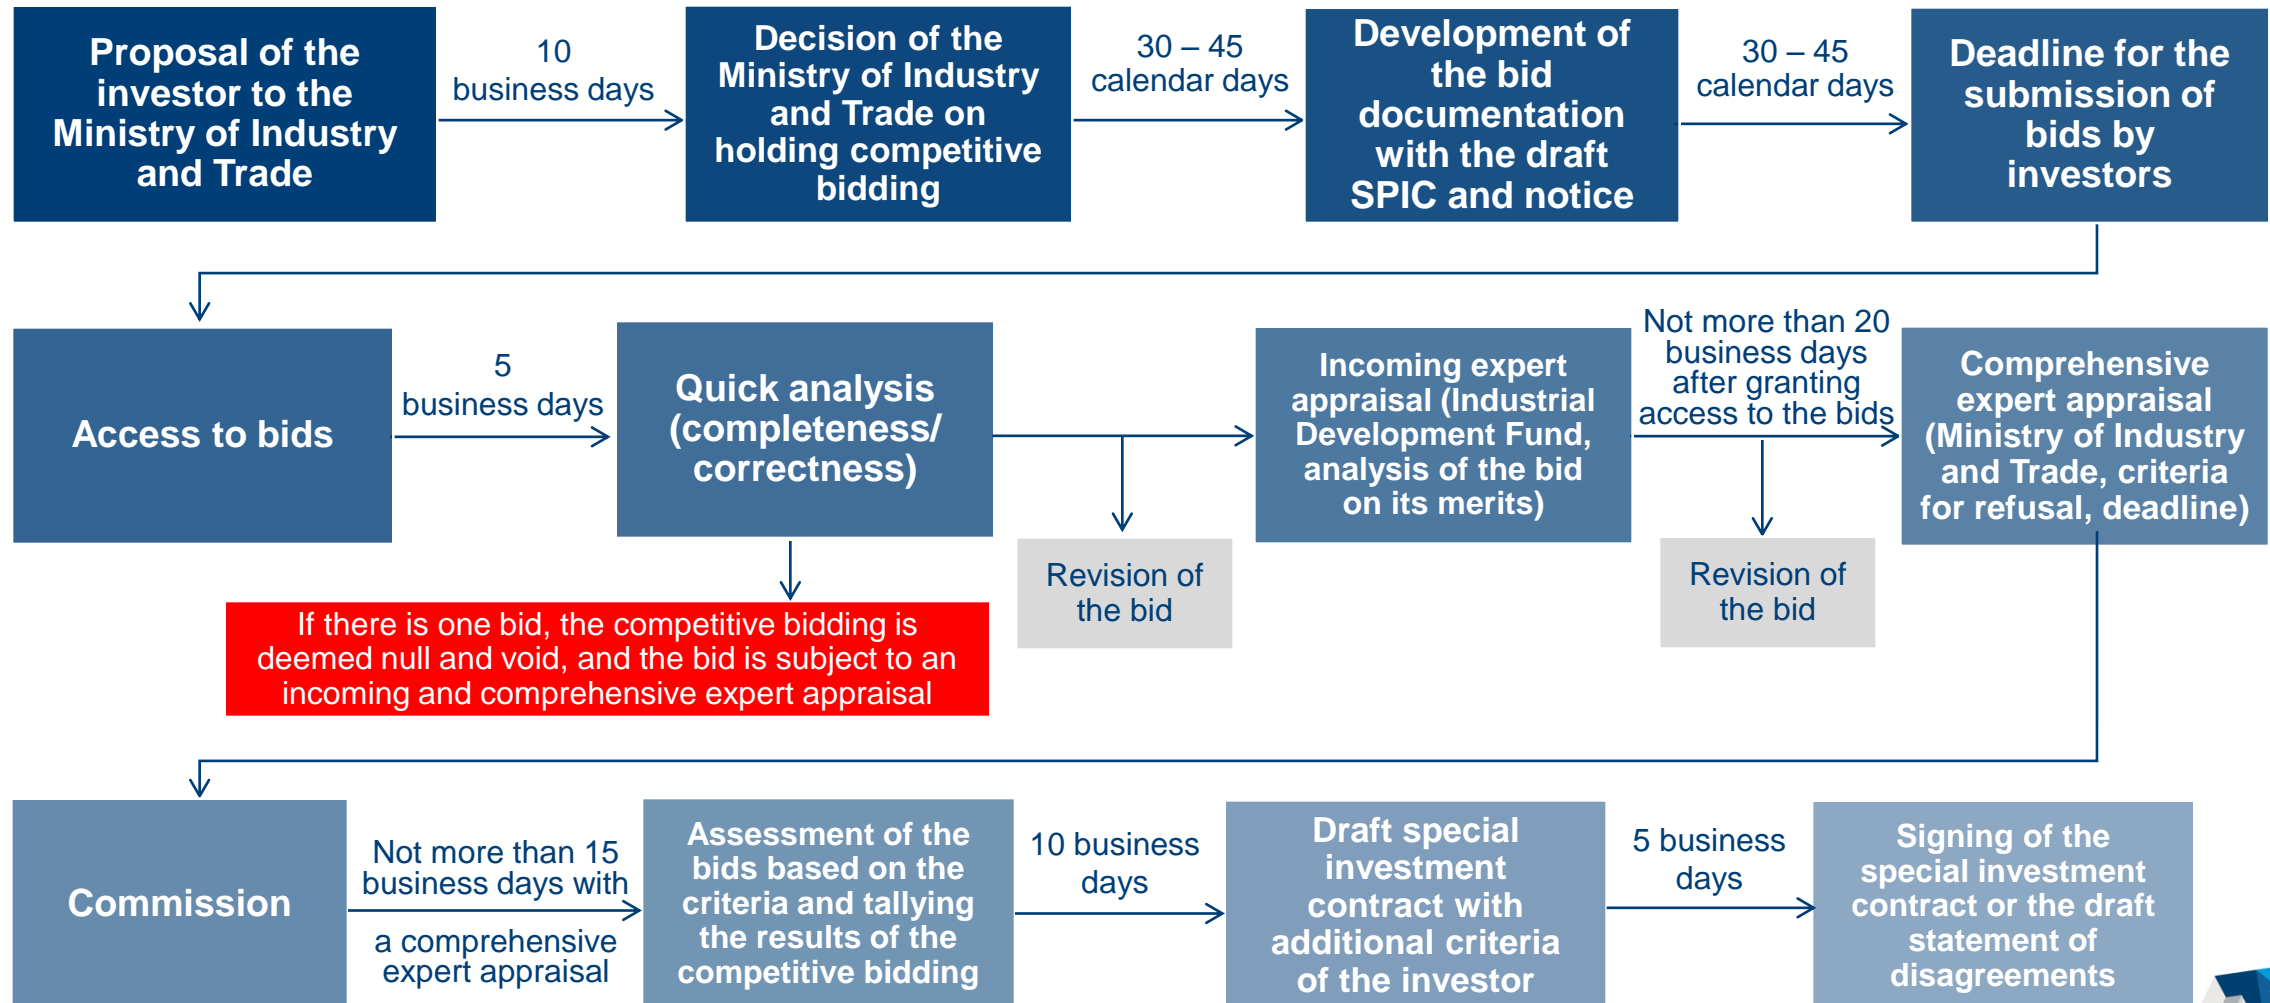 Proposal of the
investor to the
Ministry of Industry
and Trade
10
business days
Decision of the
Ministry of Industry
and Trade on
holding competitive
bidding
30 – 45
calendar days
Development of
the bid
documentation
with the draft
SPIC and notice
30 – 45
calendar days
Deadline for the
submission of
bids by
investors
Access to bids
5
business days
Quick analysis
(completeness/
correctness)
If there is one bid, the competitive bidding is
deemed null and void, and the bid is subject to an
incoming and comprehensive expert appraisal
Revision of
the bid
Incoming expert
appraisal (Industrial
Development Fund,
analysis of the bid
on its merits)
Not more than 20
business days
after granting
access to the bids
Revision of
the bid
Comprehensive
expert appraisal
(Ministry of Industry
and Trade, criteria
for refusal, deadline)
Commission
Not more than 15
business days with
a comprehensive
expert appraisal
Assessment of the
bids based on the
criteria and tallying
the results of the
competitive bidding
10 business
days
Draft special
investment
contract with
additional criteria
of the investor
5 business
days
Signing of the
special investment
contract or the draft
statement of
disagreements